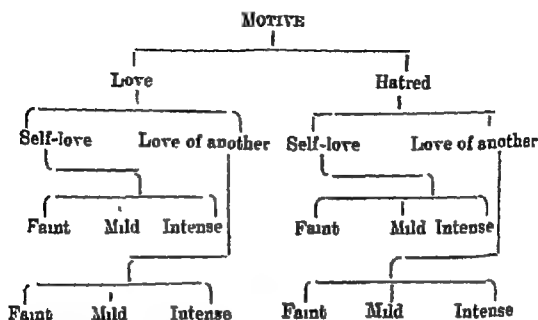 MOTIVE
Love Hatred
Self-love Love of another Self-love Love of another
Faint Mild Intense Faint Mild Intense
Faint Mild Intense Faint Mild Intense